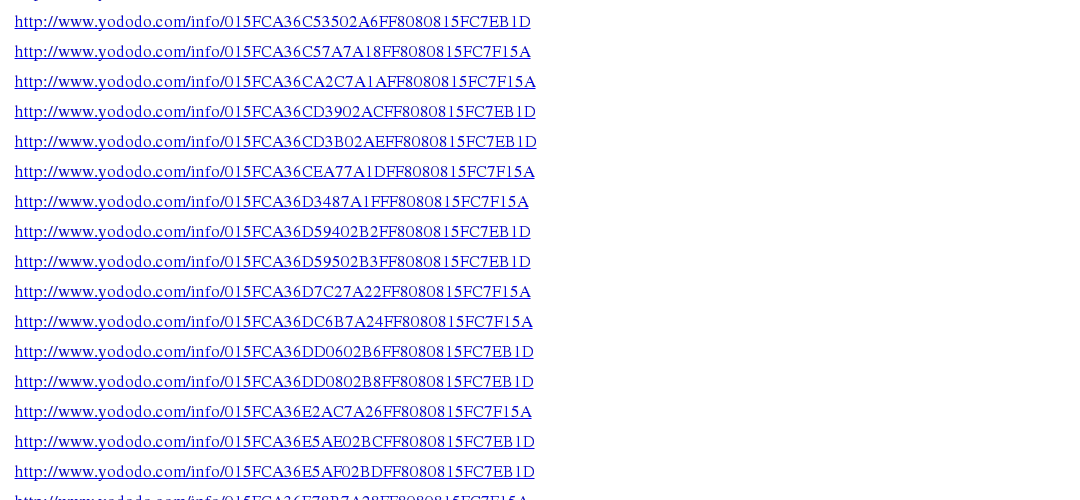 http://www.yododo.com/info/015FCA36C53502A6FF8080815FC7EB1D
http://www.yododo.com/info/015FCA36C57A7A18FF8080815FC7F15A
http://www.yododo.com/info/015FCA36CA2C7A1AFF8080815FC7F15A
http://www.yododo.com/info/015FCA36CD3902ACFF8080815FC7EB1D
http://www.yododo.com/info/015FCA36CD3B02AEFF8080815FC7EB1D
http://www.yododo.com/info/015FCA36CEA77A1DFF8080815FC7F15A
http://www.yododo.com/info/015FCA36D3487A1FFF8080815FC7F15A
http://www.yododo.com/info/015FCA36D59402B2FF8080815FC7EB1D
http://www.yododo.com/info/015FCA36D59502B3FF8080815FC7EB1D
http://www.yododo.com/info/015FCA36D7C27A22FF8080815FC7F15A
http://www.yododo.com/info/015FCA36DC6B7A24FF8080815FC7F15A
http://www.yododo.com/info/015FCA36DD0602B6FF8080815FC7EB1D
http://www.yododo.com/info/015FCA36DD0802B8FF8080815FC7EB1D
http://www.yododo.com/info/015FCA36E2AC7A26FF8080815FC7F15A
http://www.yododo.com/info/015FCA36E5AE02BCFF8080815FC7EB1D
http://www.yododo.com/info/015FCA36E5AF02BDFF8080815FC7EB1D